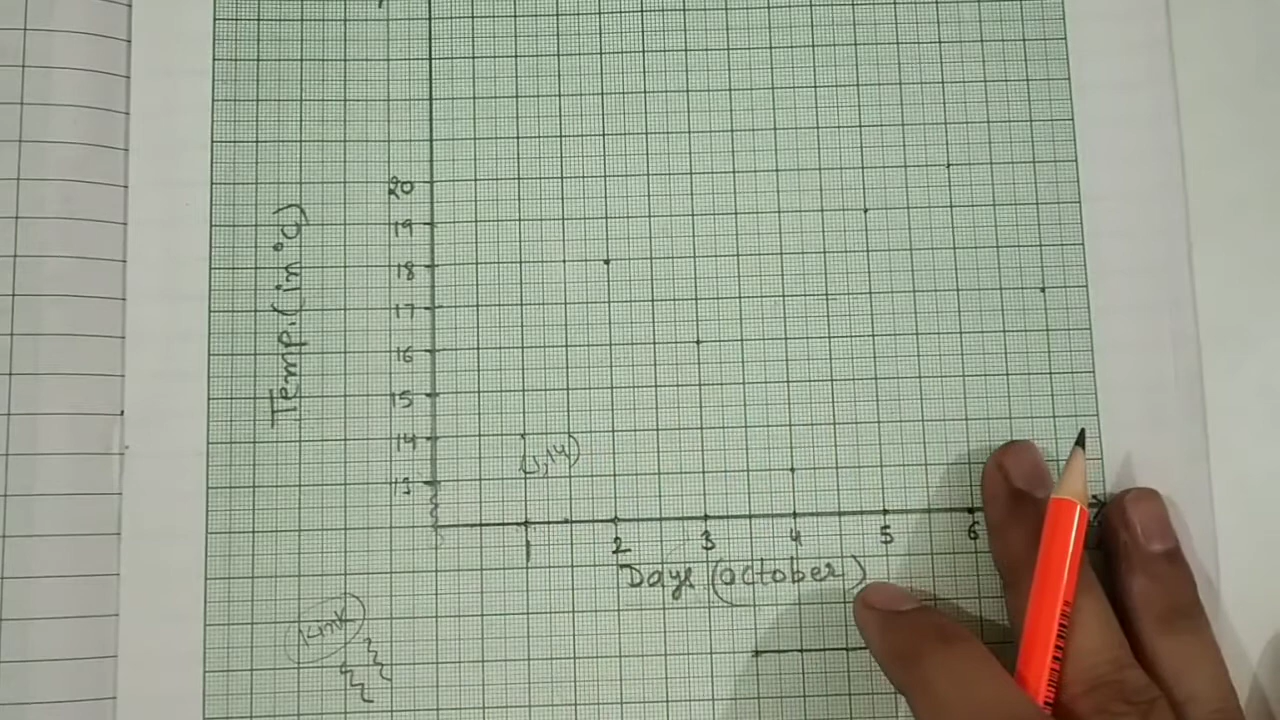 20
19
18
17
16
15
14
13
Temp. (in °C)
(1,14)
1 2 3 4 5 6
Days (October)
Kink